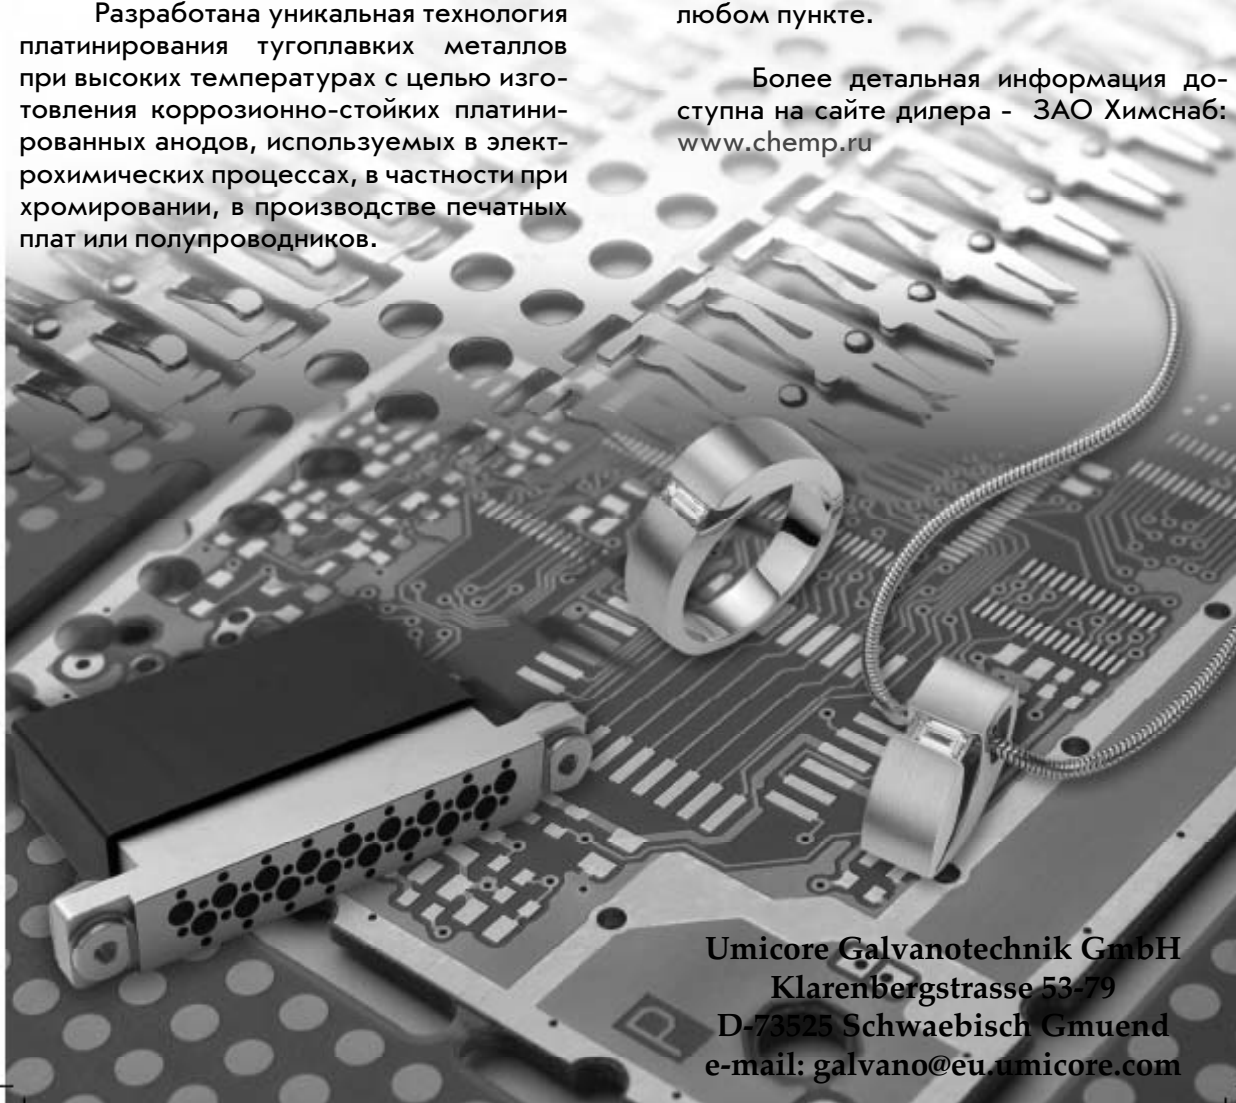 Разработана уникальная технология
платинирования тугоплавких металлов
при высоких температурах с целью изго-
товления коррозионно-стойких платини-
рованных анодов, используемых в элект-
рохимических процессах, в частности при
хромировании, в производстве печатных
плат или полупроводников.
любом пункте.
Более детальная информация до-
ступна на сайте дилера - ЗАО Химснаб:
www.chemp.ru
Umicore Galvanotechnik GmbH
Klarenbergstrasse 53-79
D-73525 Schwaebisch Gmuend
e-mail: galvano@eu.umicore.com
P